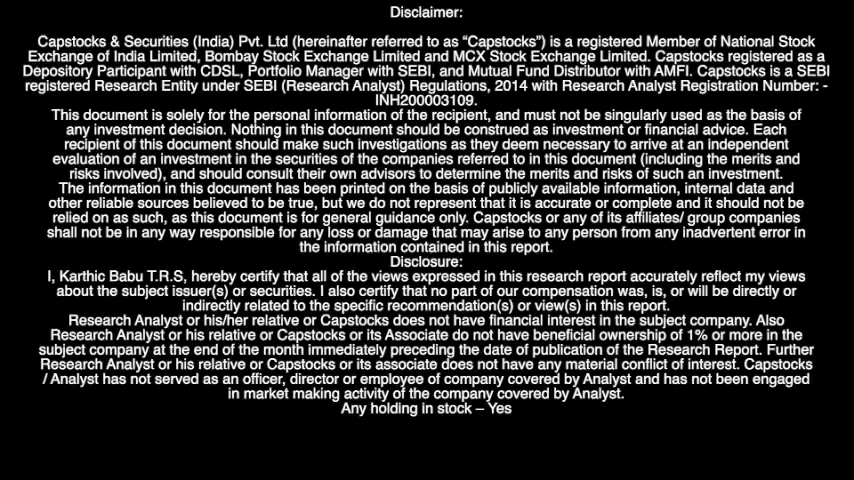 Disclaimer:
Capstocks & Securities (India) Pvt. Ltd (hereinafter referred to as “Capstocks”) is a registered Member of National Stock
Exchange of India Limited, Bombay Stock Exchange Limited and MCX Stock Exchange Limited. Capstocks registered as a
Depository Participant with CDSL, Portfolio Manager with SEBI, and Mutual Fund Distributor with AMFI. Capstocks is a SEBI
registered Research Entity under SEBI (Research Analyst) Regulations, 2014 with Research Analyst Registration Number: -
INH200003109.
This document is solely for the personal information of the recipient, and must not be singularly used as the basis of
any investment decision. Nothing in this document should be construed as investment or financial advice. Each
recipient of this document should make such investigations as they deem necessary to arrive at an independent
evaluation of an investment in the securities of the companies referred to in this document (including the merits and
risks involved), and should consult their own advisors to determine the merits and risks of such an investment.
The information in this document has been printed on the basis of publicly available information, internal data and
other reliable sources believed to be true, but we do not represent that it is accurate or complete and it should not be
relied on as such, as this document is for general guidance only. Capstocks or any of its affiliates/ group companies
shall not be in any way responsible for any loss or damage that may arise to any person from any inadvertent error in
the information contained in this report.
Disclosure:
I, Karthic Babu T.R.S, hereby certify that all of the views expressed in this research report accurately reflect my views
about the subject issuer(s) or securities. I also certify that no part of our compensation was, is, or will be directly or
indirectly related to the specific recommendation(s) or view(s) in this report.
Research Analyst or his/her relative or Capstocks does not have financial interest in the subject company. Also
Research Analyst or his relative or Capstocks or its Associate do not have beneficial ownership of 1% or more in the
subject company at the end of the month immediately preceding the date of publication of the Research Report. Further
Research Analyst or his relative or Capstocks or its associate does not have any material conflict of interest. Capstocks
/ Analyst has not served as an officer, director or employee of company covered by Analyst and has not been engaged
in market making activity of the company covered by Analyst.
Any holding in stock – Yes